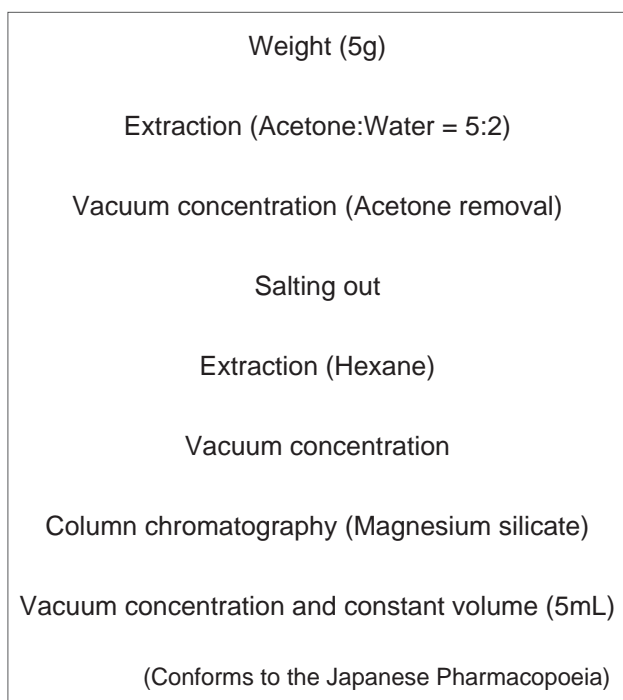 Weight (5g)
Extraction (Acetone:Water = 5:2)
Vacuum concentration (Acetone removal)
Salting out
Extraction (Hexane)
Vacuum concentration
Column chromatography (Magnesium silicate)
Vacuum concentration and constant volume (5mL)
(Conforms to the Japanese Pharmacopoeia)